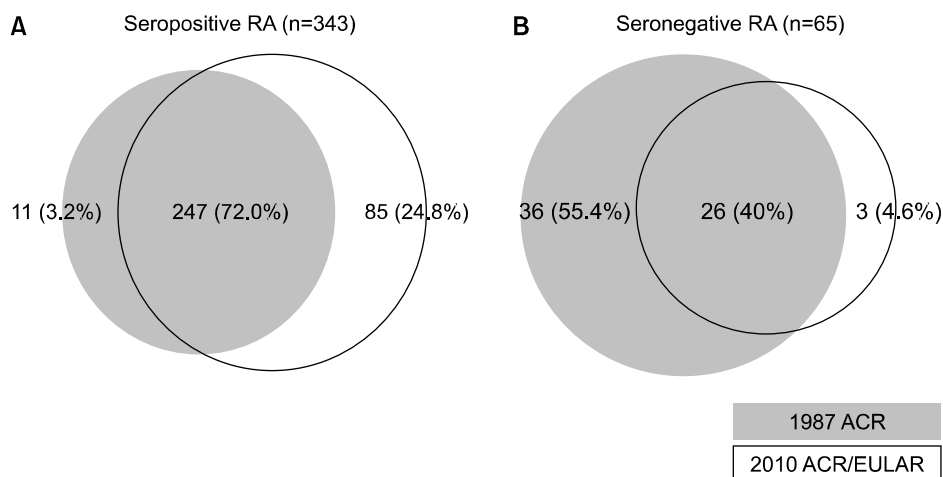 A
Seropositive RA (n=343)
11 (3.2%)
247 (72.0%)
85 (24.8%)
B
Seronegative RA (n=65)
36 (55.4%)
26 (40%)
3 (4.6%)
1987 ACR
2010 ACR/EULAR